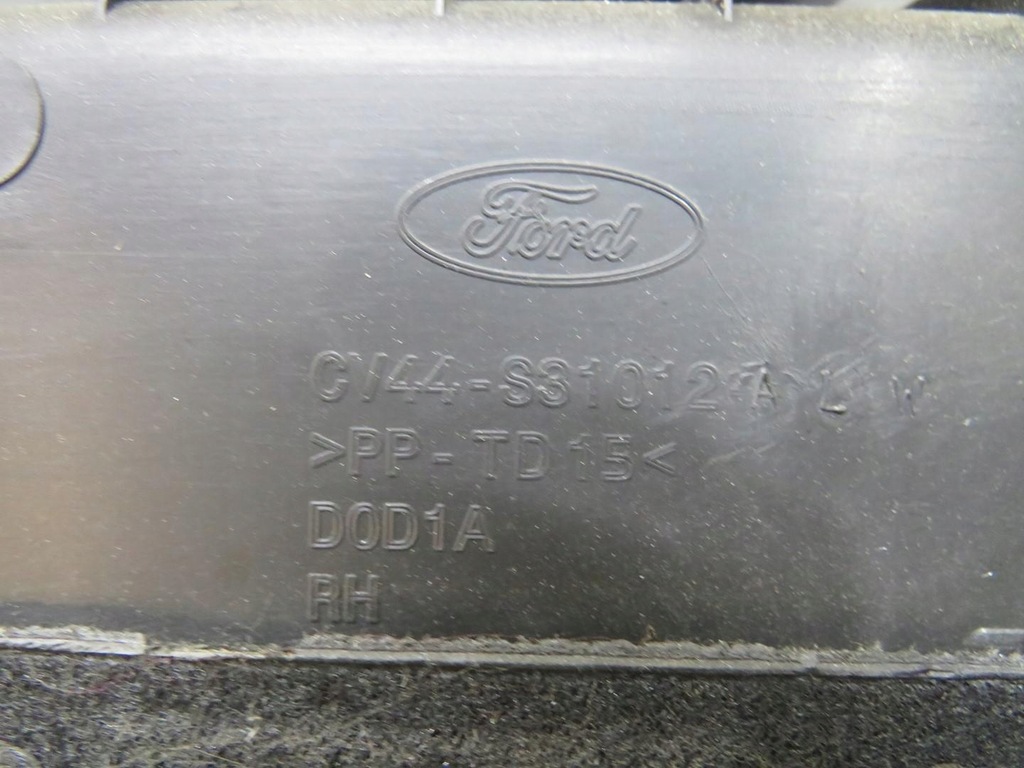 Ford
CV44-S31012-A L W
>PP-TD15<
D0D1A
RH